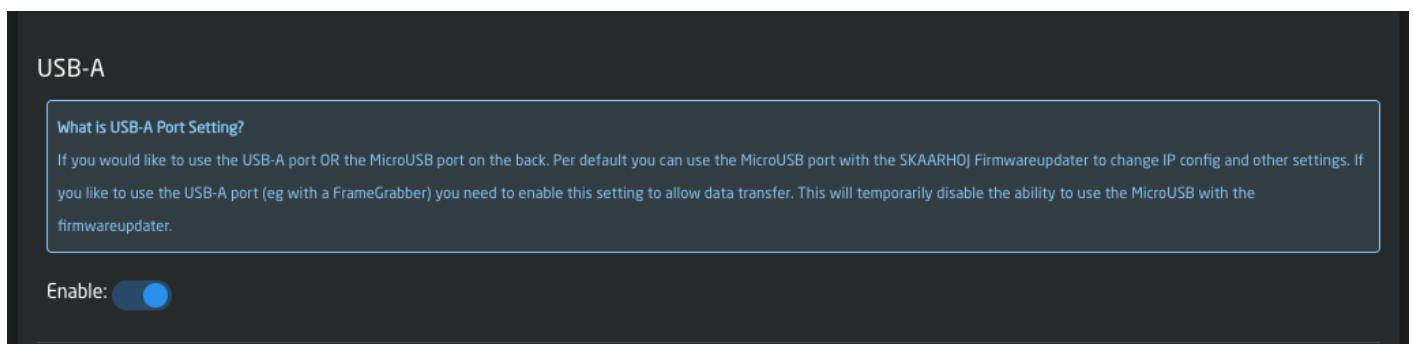 USB-A
What is USB-A Port Setting?
If you would like to use the USB-A port OR the MicroUSB port on the back. Per default you can use the MicroUSB port with the SKAARHOJ Firmwareupdater to change IP config and other settings. If
you like to use the USB-A port (eg with a FrameGrabber) you need to enable this setting to allow data transfer. This will temporarily disable the ability to use the MicroUSB with the
firmwareupdater.
Enable: